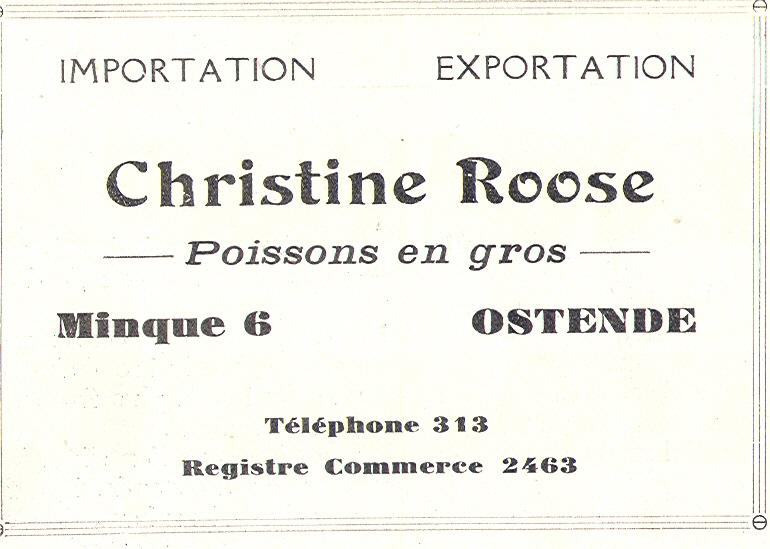 IMPORTATION EXPORTATION
Christine Roose
Poissons en gros
Minque 6 OSTENDE
Téléphone 313
Registre Commerce 2463